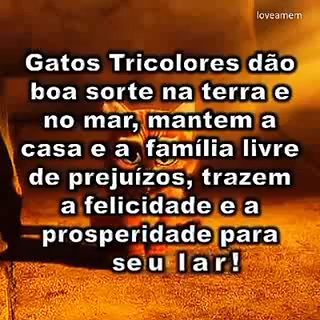 loveamem
Gatos Tricolores dão
boa sorte na terra e
no mar, mantem a
casa e a família livre
de prejuízos, trazem
a felicidade e a
prosperidade para
seu lar!